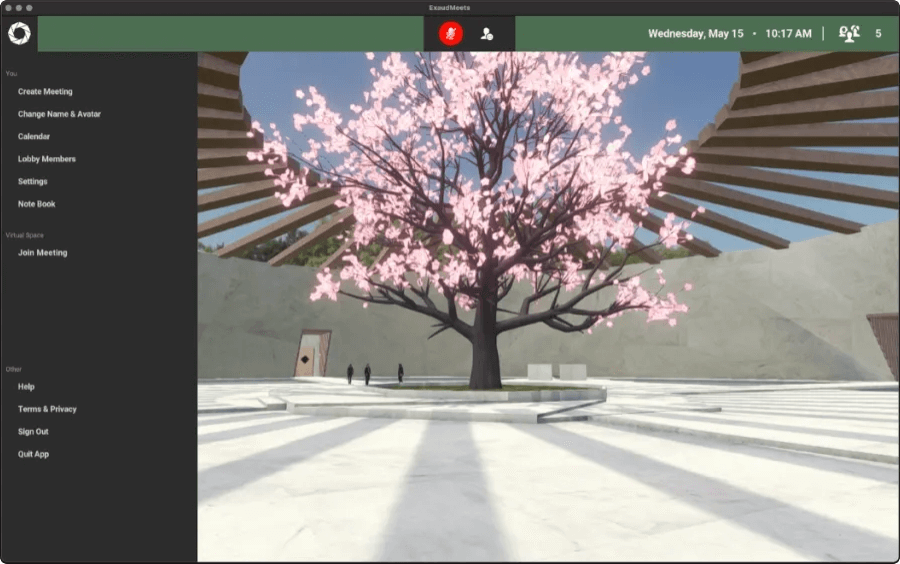 ExaudMeets
Wednesday, May 15 • 10:17 AM | 5
You
Create Meeting
Change Name & Avatar
Calendar
Lobby Members
Settings
Note Book
Virtual Space
Join Meeting
Other
Help
Terms & Privacy
Sign Out
Quit App